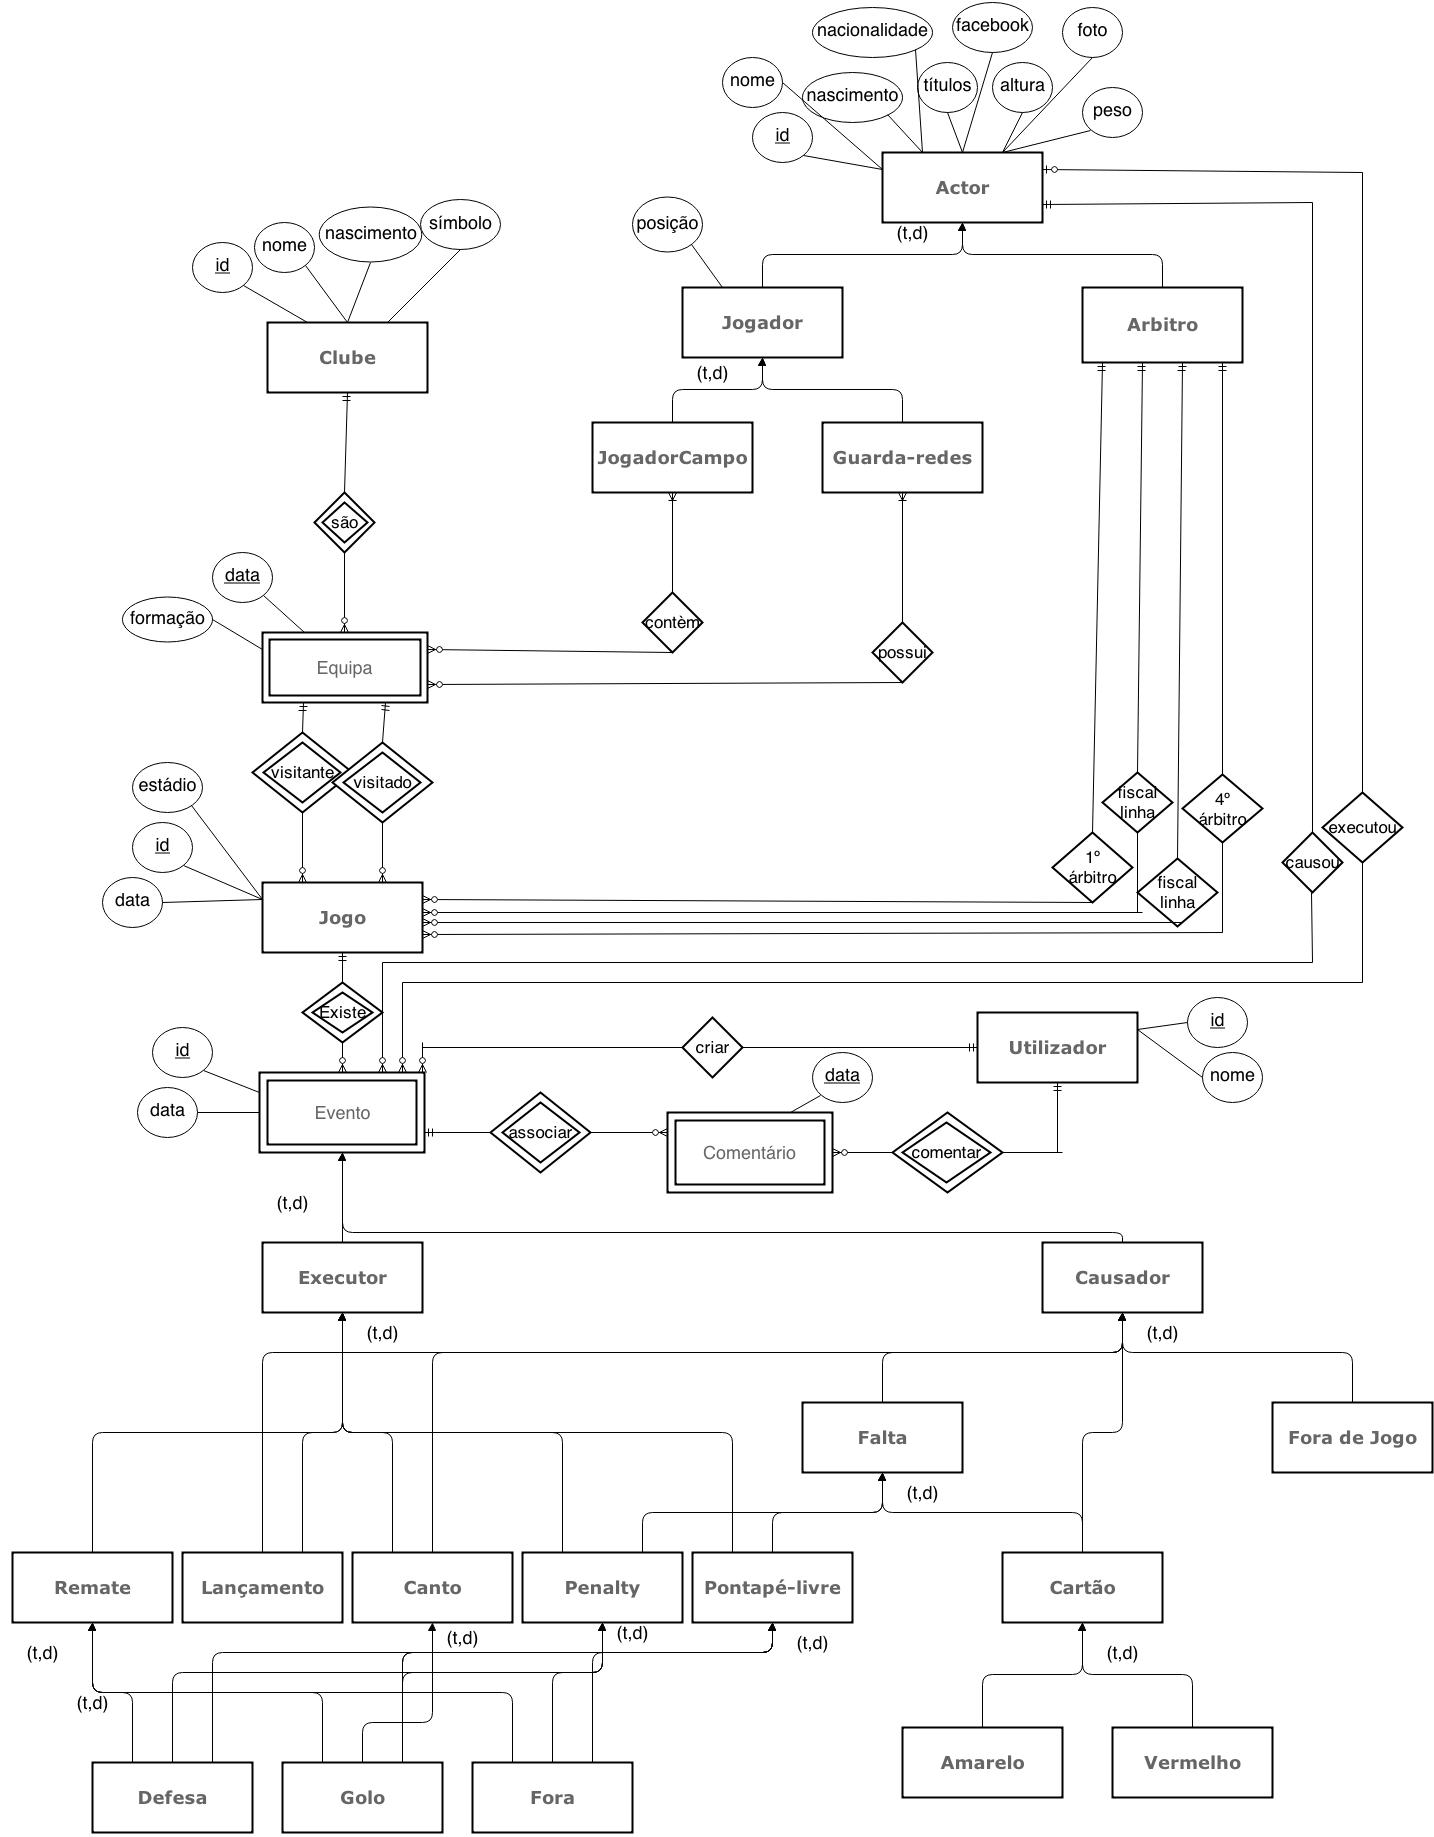 facebook
nacionalidade
foto
nome
nascimento
títulos
altura
peso
id
Actor
(t,d)
posição
símbolo
nascimento
nome
id
Jogador
Arbitro
Clube
(t,d)
JogadorCampo
Guarda-redes
são
data
formação
contèm
possui
Equipa
visitante
visitado
estádio
fiscal
linha
4º
árbitro
executou
id
causou
1º
árbitro
fiscal
linha
data
Jogo
Existe
id
criar
Utilizador
id
nome
data
data
Evento
associar
Comentário
comentar
(t,d)
Executor
Causador
(t,d)
(t,d)
Falta
Fora de Jogo
(t,d)
Remate
Lançamento
Canto
Penalty
Pontapé-livre
Cartão
(t,d)
(t,d)
(t,d)
(t,d)
(t,d)
(t,d)
Amarelo
Vermelho
Defesa
Golo
Fora